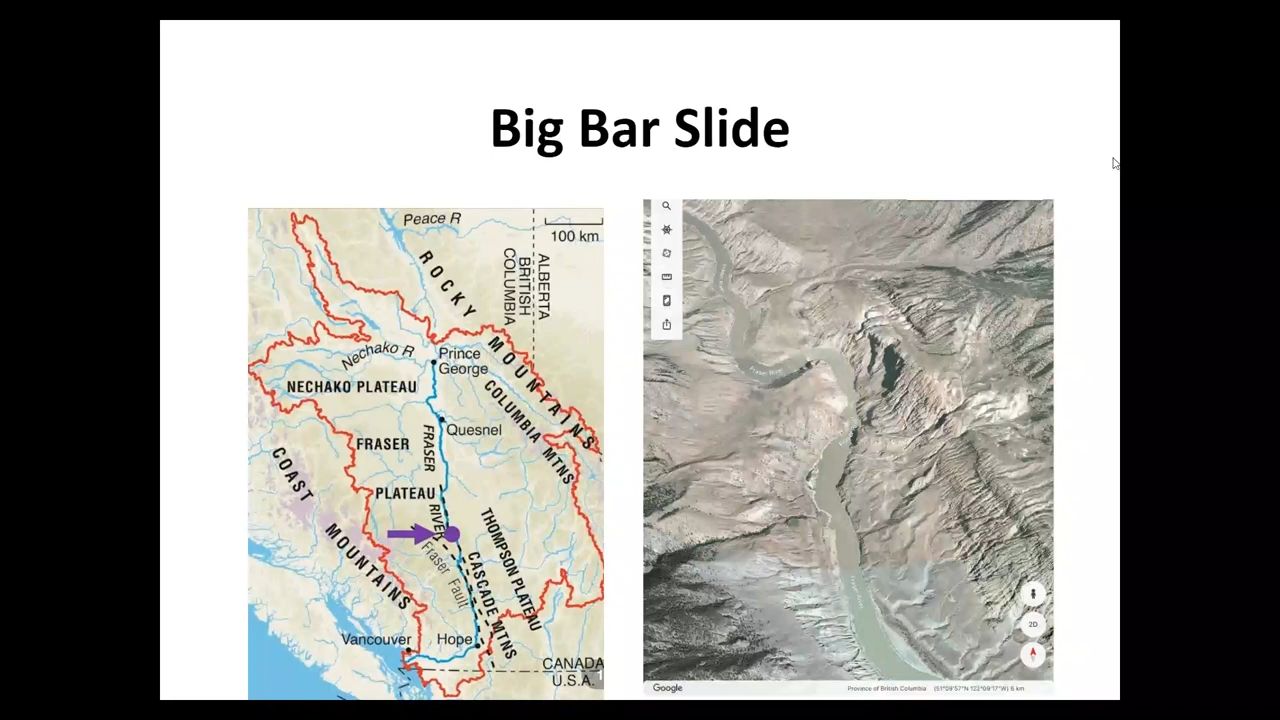 Big Bar Slide
Peace R
100 km
ROCKY MOUNTAINS
ALBERTA
BRITISH
COLUMBIA
Nechako R
Prince
George
NECHAKO PLATEAU
COLUMBIA MTNS
Quesnel
FRASER
PLATEAU
FRASER
RIVER
COAST
MOUNTAINS
Fraser Fault
THOMPSON PLATEAU
CASCADE MTNS
Vancouver
Hope
CANADA
U.S.A.
Fraser River
2D
Google
Province of British Columbia